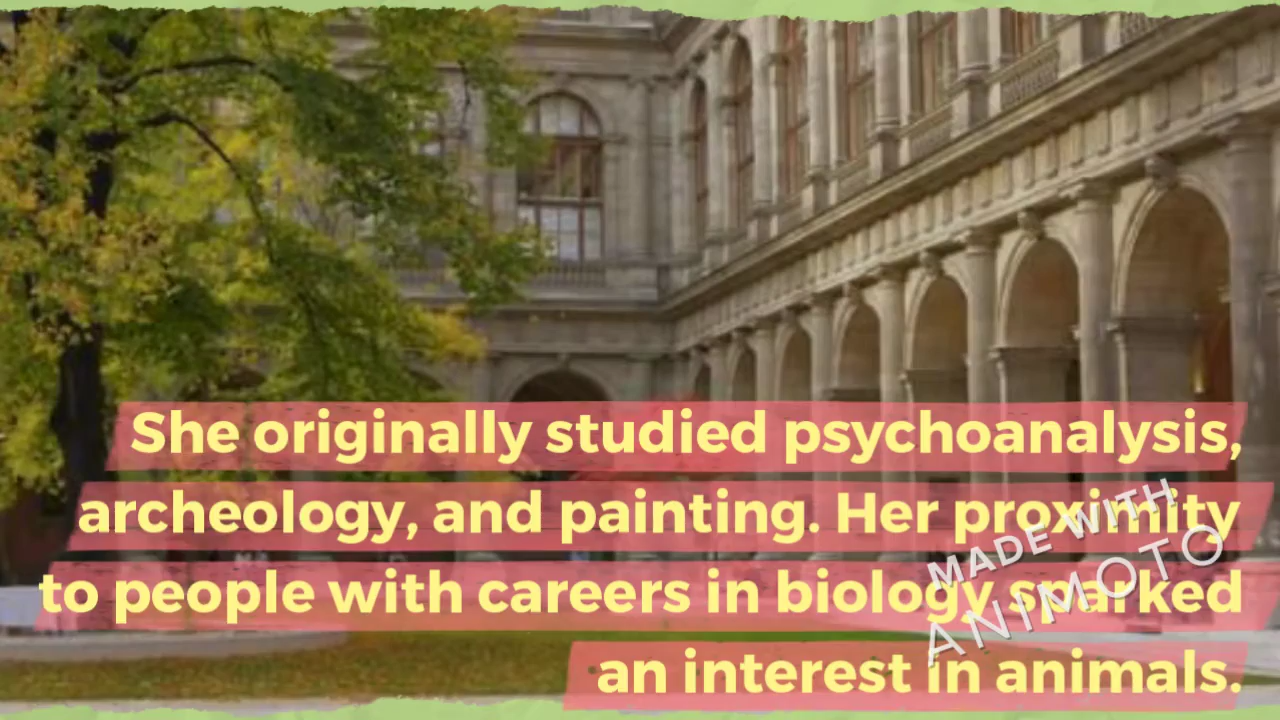 She originally studied psychoanalysis,
archeology, and painting. Her proximity
to people with careers in biology sparked
an interest in animals.
MADE WITH
ANIMOTO